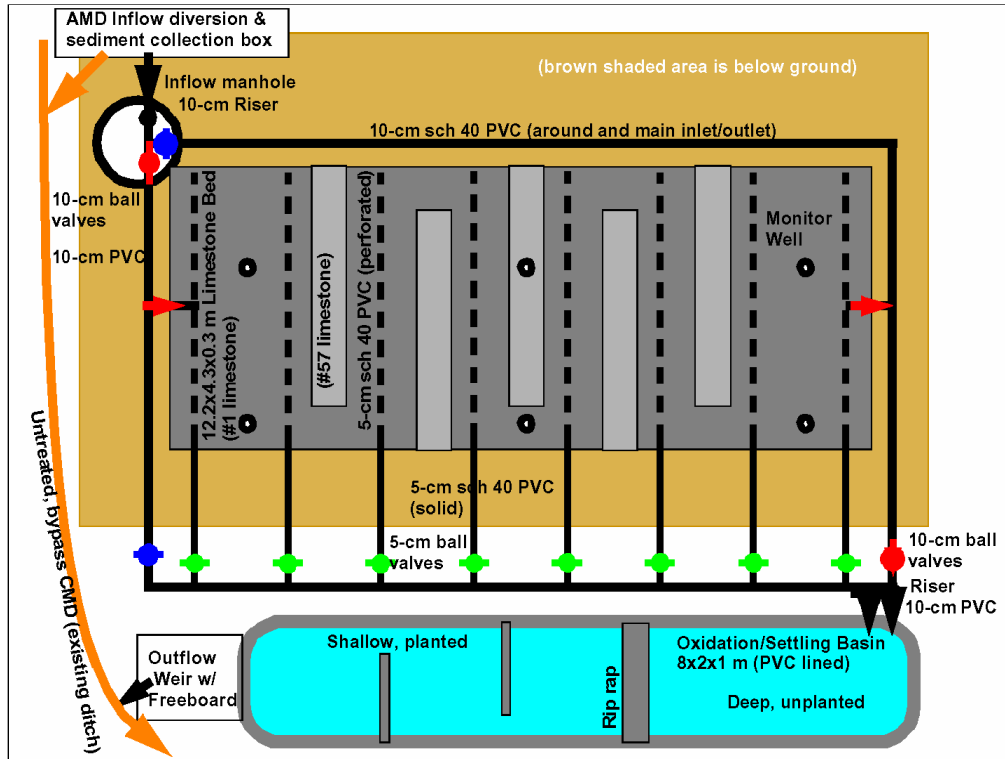 AMD Inflow diversion &
sediment collection box
(brown shaded area is below ground)
Inflow manhole
10-cm Riser
10-cm sch 40 PVC (around and main inlet/outlet)
10-cm ball
valves
10-cm PVC
12.2x4.3x0.3 m Limestone Bed
(#1 limestone)
(#57 limestone)
5-cm sch 40 PVC (perforated)
Monitor
Well
5-cm sch 40 PVC
(solid)
5-cm ball
valves
10-cm ball
valves
Riser
10-cm PVC
Untreated, bypass CMD (existing ditch)
Outflow
Weir w/
Freeboard
Shallow, planted
Rip rap
Oxidation/Settling Basin
8x2x1 m (PVC lined)
Deep, unplanted